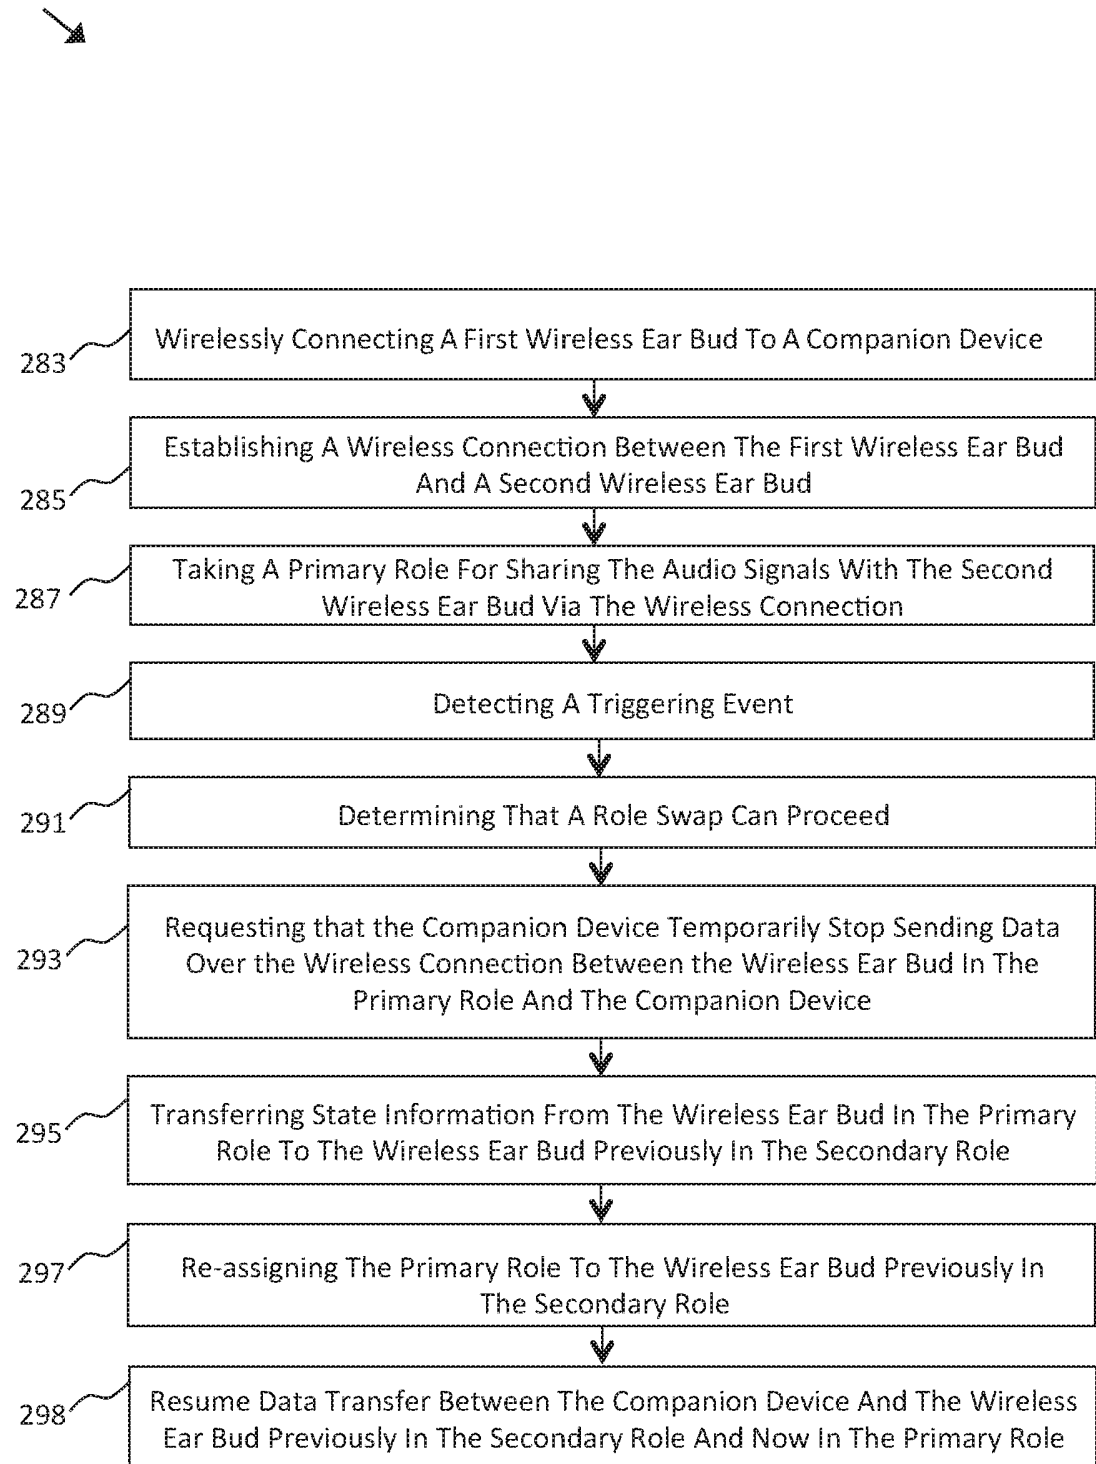 Wirelessly Connecting A First Wireless Ear Bud To A Companion Device
283
Establishing A Wireless Connection Between The First Wireless Ear Bud
And A Second Wireless Ear Bud
285
Taking A Primary Role For Sharing The Audio Signals With The Second
Wireless Ear Bud Via The Wireless Connection
287
Detecting A Triggering Event
289
Determining That A Role Swap Can Proceed
291
Requesting that the Companion Device Temporarily Stop Sending Data
Over the Wireless Connection Between the Wireless Ear Bud In The
Primary Role And The Companion Device
293
Transferring State Information From The Wireless Ear Bud In The Primary
Role To The Wireless Ear Bud Previously In The Secondary Role
295
Re-assigning The Primary Role To The Wireless Ear Bud Previously In
The Secondary Role
297
Resume Data Transfer Between The Companion Device And The Wireless
Ear Bud Previously In The Secondary Role And Now In The Primary Role
298